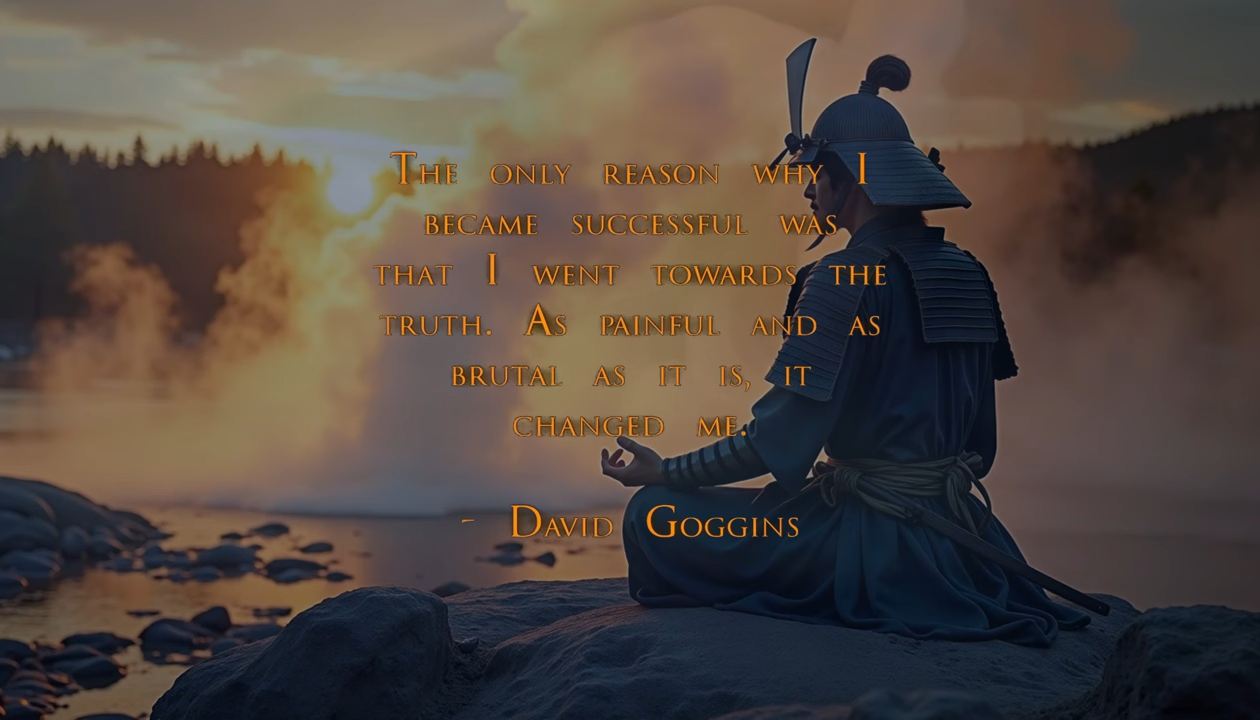 The only reason why I
became successful was
that I went towards the
truth. As painful and as
brutal as it is, it
changed me.
- David Goggins